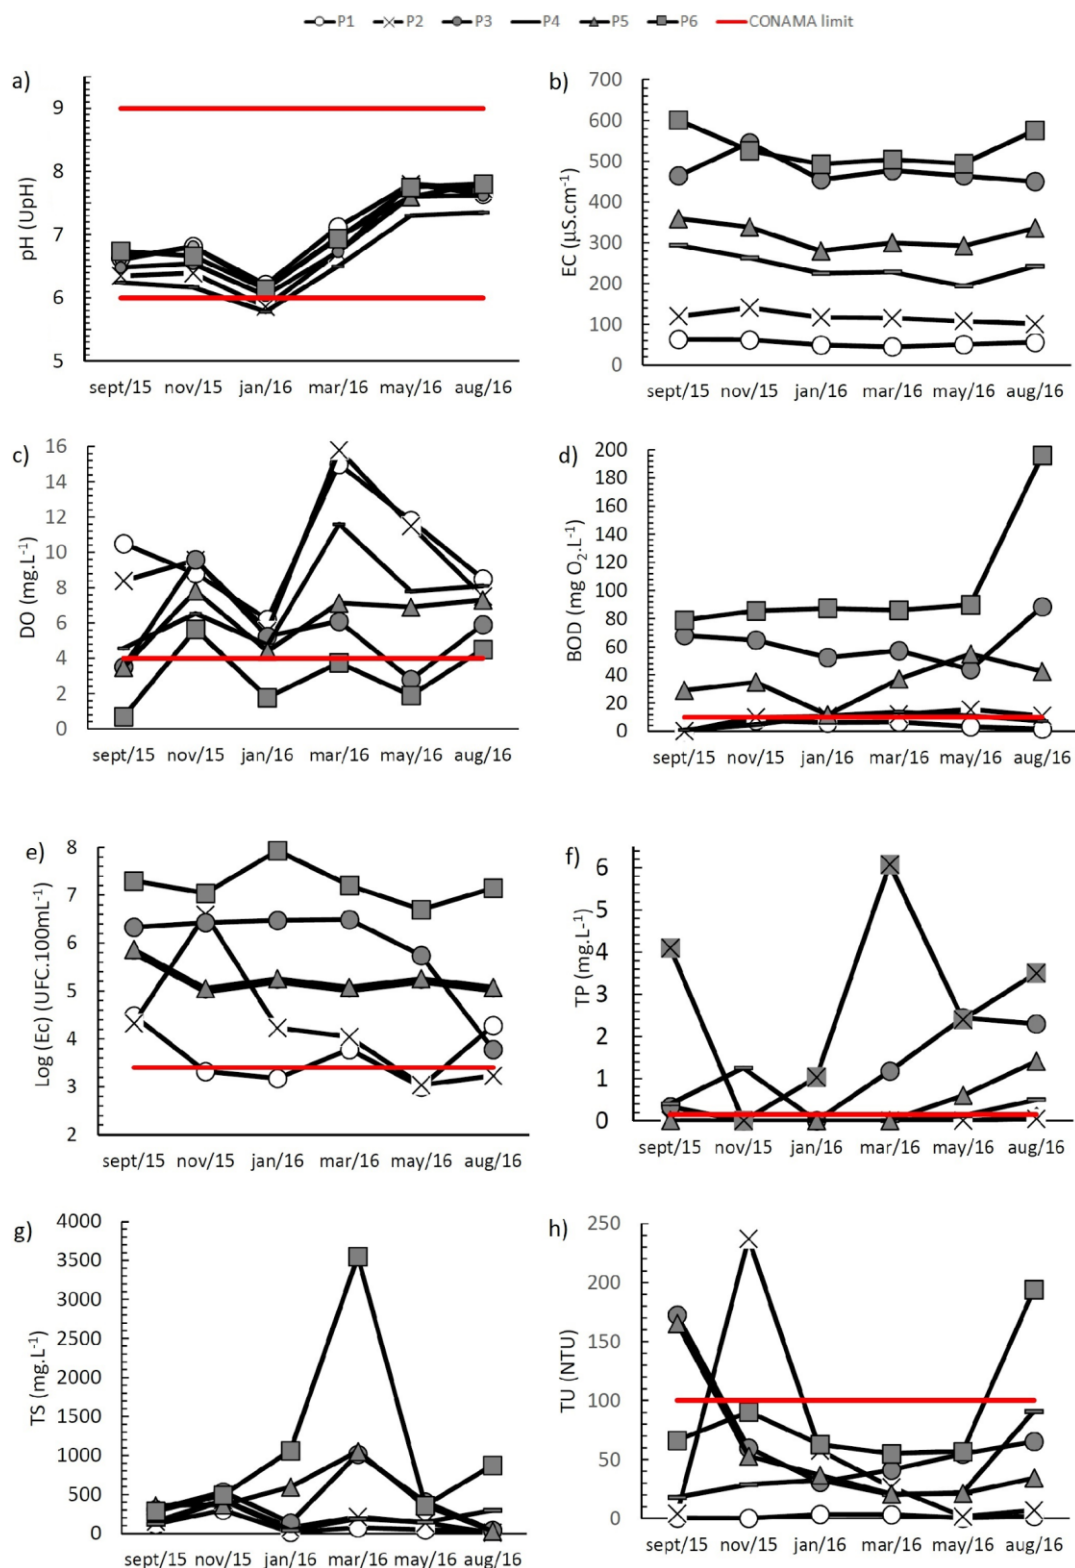 P1 P2 P3 P4 P5 P6 CONAMA limit
a)
pH (UpH)
9
8
7
6
5
sept/15 nov/15 jan/16 mar/16 may/16 aug/16
b)
EC (µS.cm⁻¹)
700
600
500
400
300
200
100
0
sept/15 nov/15 jan/16 mar/16 may/16 aug/16
c)
DO (mg.L⁻¹)
16
14
12
10
8
6
4
2
0
sept/15 nov/15 jan/16 mar/16 may/16 aug/16
d)
BOD (mg O₂.L⁻¹)
200
180
160
140
120
100
80
60
40
20
0
sept/15 nov/15 jan/16 mar/16 may/16 aug/16
e)
Log (Ec) (UFC.100mL⁻¹)
8
7
6
5
4
3
2
sept/15 nov/15 jan/16 mar/16 may/16 aug/16
f)
TP (mg.L⁻¹)
6
5
4
3
2
1
0
sept/15 nov/15 jan/16 mar/16 may/16 aug/16
g)
TS (mg.L⁻¹)
4000
3500
3000
2500
2000
1500
1000
500
0
sept/15 nov/15 jan/16 mar/16 may/16 aug/16
h)
TU (NTU)
250
200
150
100
50
0
sept/15 nov/15 jan/16 mar/16 may/16 aug/16